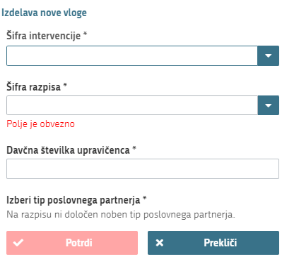 Izdelava nove vloge
Šifra intervencije *
Šifra razpisa *
Polje je obvezno
Davčna številka upravičenca *
Izberi tip poslovnega partnerja *
Na razpisu ni določen noben tip poslovnega partnerja.
Potrdi
Prekliči